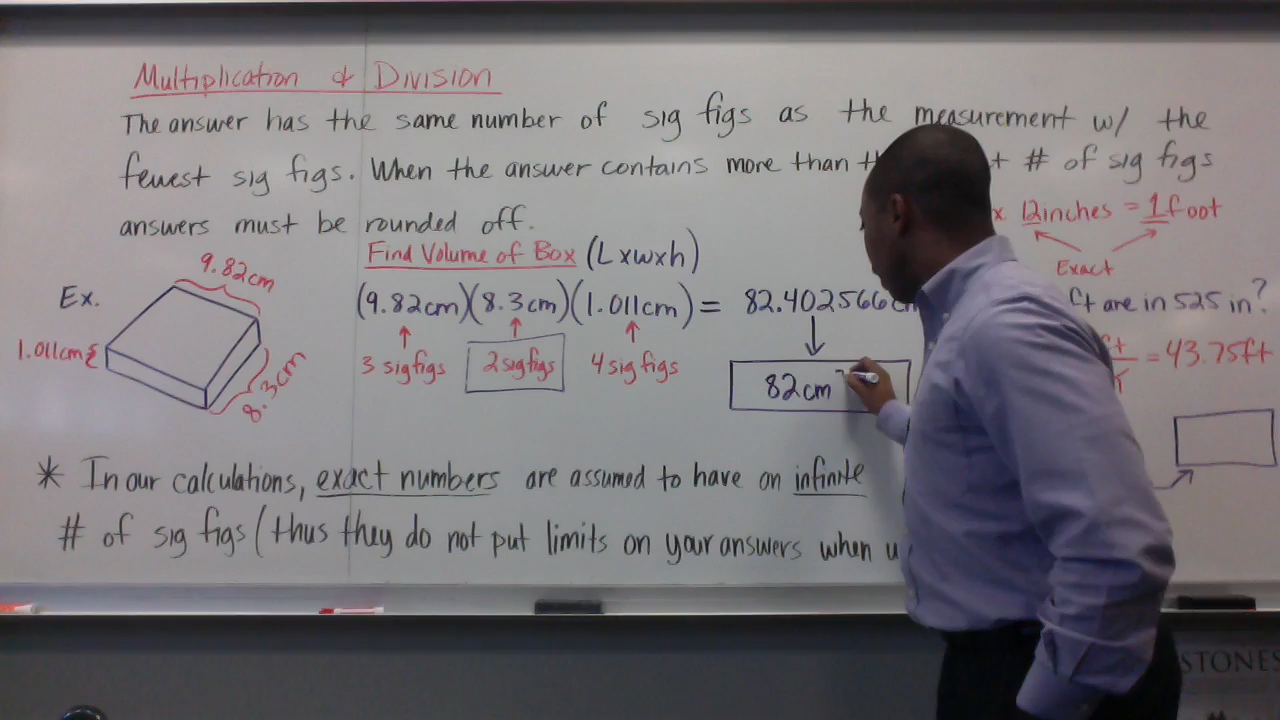 Multiplication & Division
The answer has the same number of sig figs as the measurement w/ the
fewest sig figs. When the answer contains more than # of sig figs
answers must be rounded off.
12inches = 1foot
Exact
Find Volume of Box (LxWxh)
9.82cm
Ex.
1.011cm
8.3cm
(9.82cm)(8.3cm)(1.011cm) = 82.402566
3 sigfigs 2 sigfigs 4 sigfigs
82cm
ft are in 525 in?
= 43.75ft
* In our calculations, exact numbers are assumed to have an infinite
# of sig figs (thus they do not put limits on your answers when
STONES